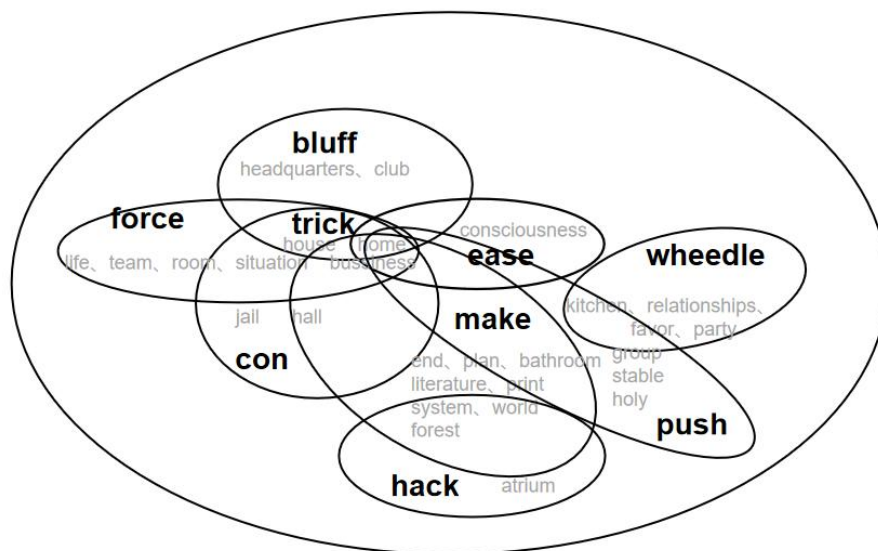 bluff
headquarters、club
force
trick
house home
consciousness
life、team、room、situation bussiness
ease
wheedle
kitchen、relationships、
favor、party
jail hall
make
con
end、plan、bathroom
group
literature、print
stable
system、world
holy
forest
push
hack
atrium